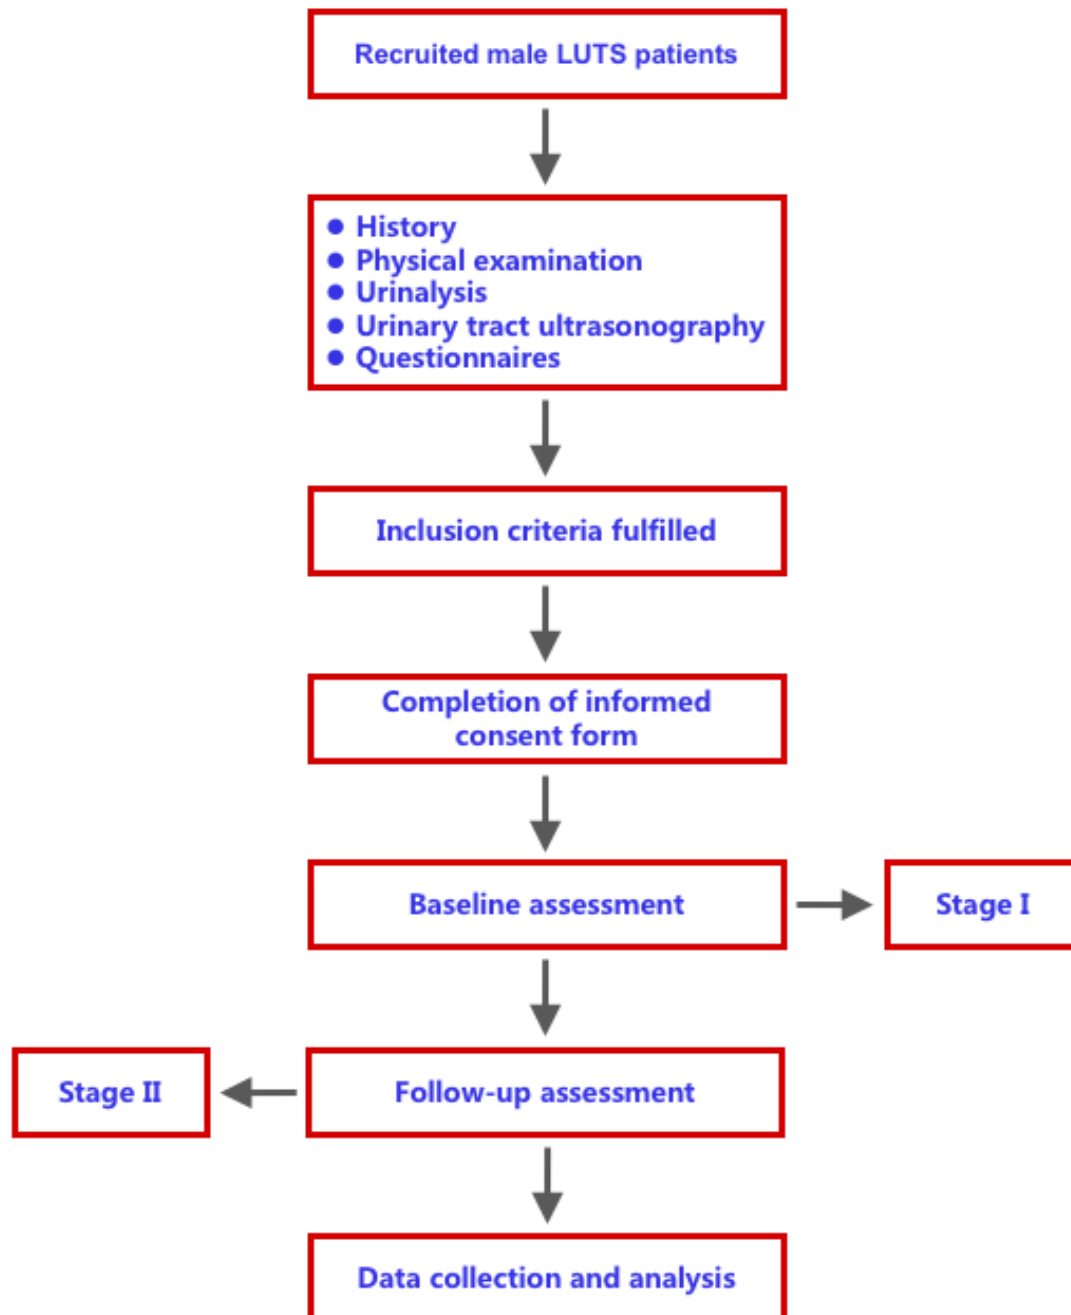 Recruited male LUTS patients
● History
● Physical examination
● Urinalysis
● Urinary tract ultrasonography
● Questionnaires
Inclusion criteria fulfilled
Completion of informed
consent form
Baseline assessment
Stage I
Stage II
Follow-up assessment
Data collection and analysis